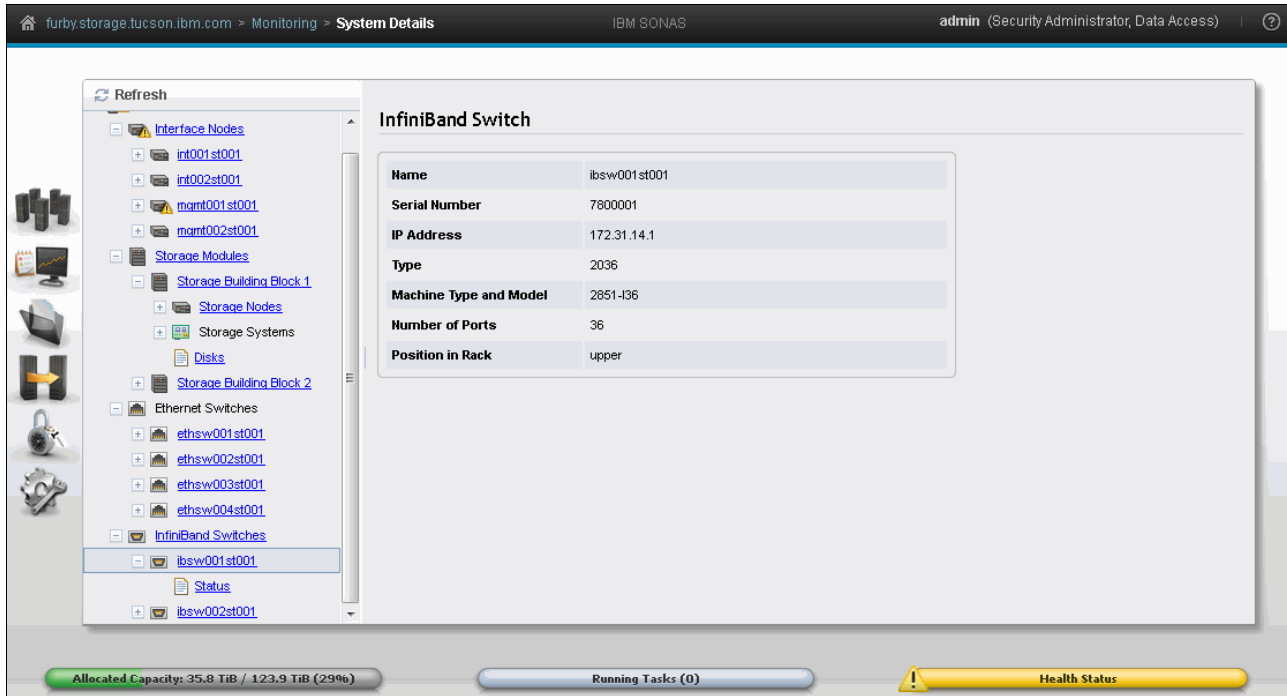 furby.storage.tucson.ibm.com > Monitoring > System Details
IBM SONAS
admin (Security Administrator, Data Access) | ?
Refresh
Interface Nodes
int001st001
int002st001
mgmt001st001
mgmt002st001
Storage Modules
Storage Building Block 1
Storage Nodes
Storage Systems
Disks
Storage Building Block 2
Ethernet Switches
ethsw001st001
ethsw002st001
ethsw003st001
ethsw004st001
InfiniBand Switches
ibsw001st001
Status
ibsw002st001
InfiniBand Switch
Name ibsw001st001
Serial Number 7800001
IP Address 172.31.14.1
Type 2036
Machine Type and Model 2851-I36
Number of Ports 36
Position in Rack upper
Allocated Capacity: 35.8 TiB / 123.9 TiB (29%)
Running Tasks (0)
Health Status